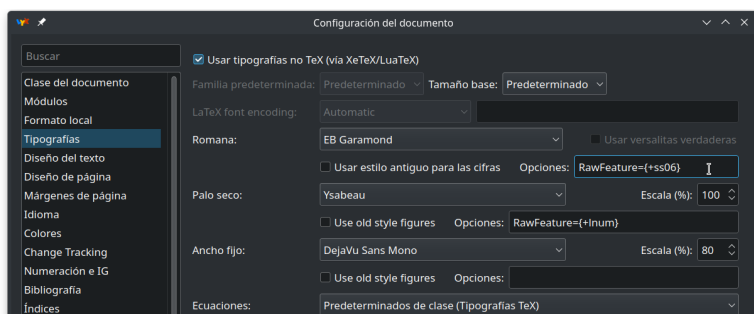 Configuración del documento
Buscar
Usar tipografías no TeX (vía XeTeX/LuaTeX)
Clase del documento
Familia predeterminada: Predeterminado Tamaño base: Predeterminado
Módulos
LaTeX font encoding: Automatic
Formato local
Tipografías
Romana: EB Garamond Usar versalitas verdaderas
Diseño del texto
Usar estilo antiguo para las cifras Opciones: RawFeature={+ss06}
Diseño de página
Márgenes de página
Palo seco: Ysabeau Escala (%): 100
Idioma
Use old style figures Opciones: RawFeature={+lnum}
Colores
Change Tracking
Ancho fijo: DejaVu Sans Mono Escala (%): 80
Numeración e IG
Use old style figures Opciones:
Bibliografía
Índices
Ecuaciones: Predeterminados de clase (Tipografías TeX)